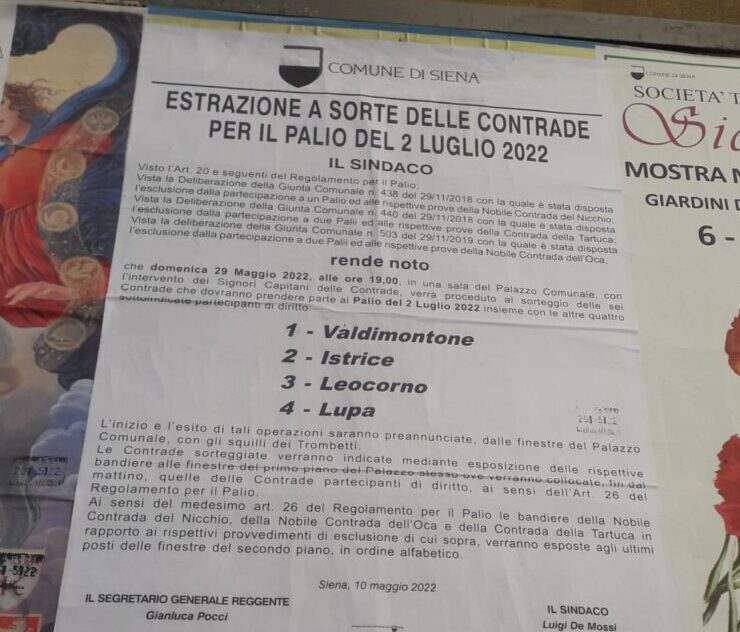 COMUNE DI SIENA
ESTRAZIONE A SORTE DELLE CONTRADE
PER IL PALIO DEL 2 LUGLIO 2022
IL SINDACO
Visto l'Art. 20 e seguenti del Regolamento per il Palio;
Vista la Deliberazione della Giunta Comunale n. 438 del 29/11/2018 con la quale è stata disposta
l'esclusione dalla partecipazione a un Palio ed alle rispettive prove della Nobile Contrada del Nicchio;
Vista la Deliberazione della Giunta Comunale n. 440 del 29/11/2018 con la quale è stata disposta
l'esclusione dalla partecipazione a due Palii ed alle rispettive prove della Contrada della Tartuca;
Vista la deliberazione della Giunta Comunale n. 503 del 29/11/2019 con la quale è stata disposta
l'esclusione dalla partecipazione a due Palii ed alle rispettive prove della Nobile Contrada dell'Oca;
rende noto
che domenica 29 Maggio 2022, alle ore 19,00, in una sala del Palazzo Comunale, con
l'intervento dei Signori Capitani delle Contrade, verrà proceduto al sorteggio delle sei
Contrade che dovranno prendere parte al Palio del 2 Luglio 2022 insieme con le altre quattro
sottoindicate partecipanti di diritto:
1 - Valdimontone
2 - Istrice
3 - Leocorno
4 - Lupa
L'inizio e l'esito di tali operazioni saranno preannunciate, dalle finestre del Palazzo
Comunale, con gli squilli dei Trombetti.
Le Contrade sorteggiate verranno indicate mediante esposizione delle rispettive
bandiere alle finestre del primo piano del Palazzo stesso ove verranno collocate, fin dal
mattino, quelle delle Contrade partecipanti di diritto, ai sensi dell'Art. 26 del
Regolamento per il Palio.
Ai sensi del medesimo art. 26 del Regolamento per il Palio le bandiere della Nobile
Contrada del Nicchio, della Nobile Contrada dell'Oca e della Contrada della Tartuca in
rapporto ai rispettivi provvedimenti di esclusione di cui sopra, verranno esposte agli ultimi
posti delle finestre del secondo piano, in ordine alfabetico.
Siena, 10 maggio 2022
IL SEGRETARIO GENERALE REGGENTE
Gianluca Pocci
IL SINDACO
Luigi De Mossi
COMUNE DI SIENA
SOCIETA' T
Si
MOSTRA
GIARDINI D
6 -